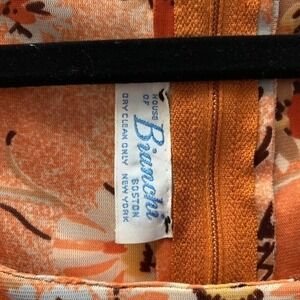 HOUSE
OF
Bianchi
BOSTON
DRY CLEAN ONLY NEW YORK